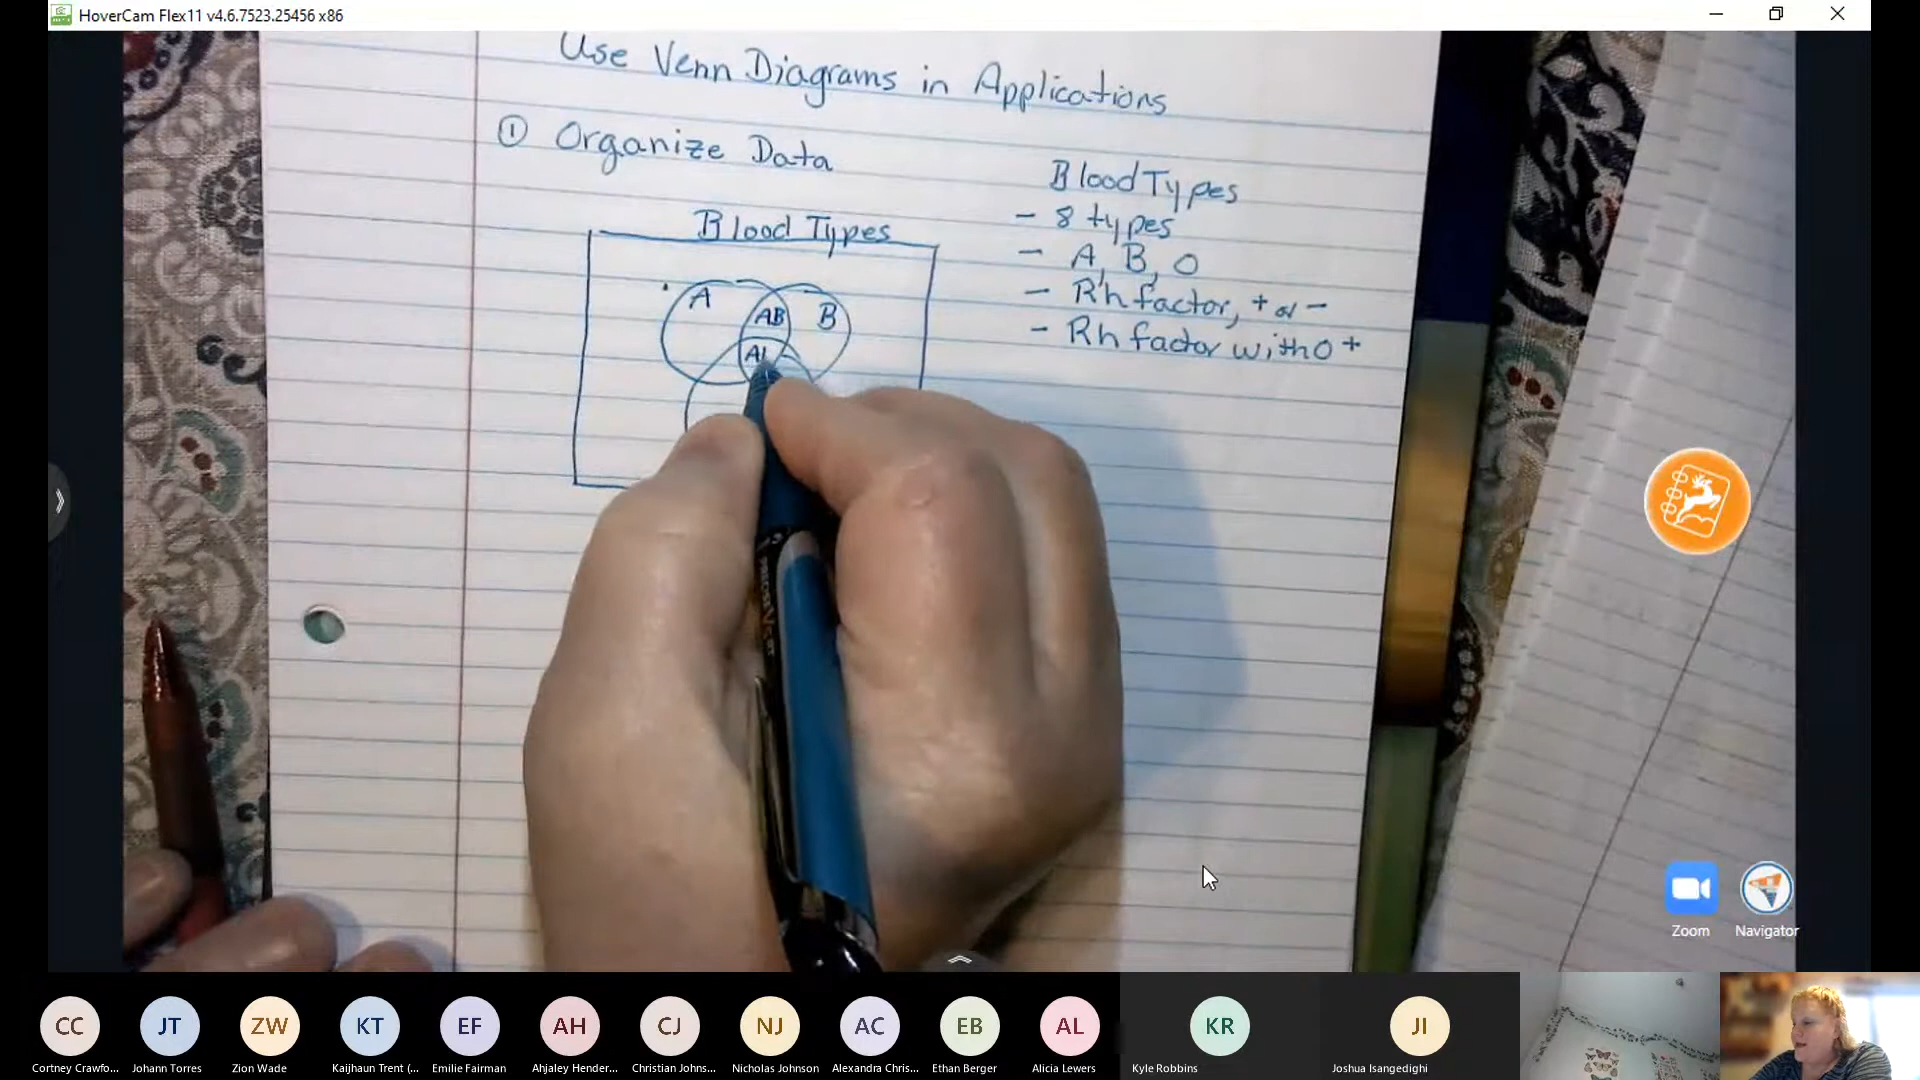 HoverCam Flex11 v4.6.7523.25456 x86
Use Venn Diagrams in Applications
① Organize Data
Blood Types
A
AB
B
Blood Types
- 8 types
- A, B, O
- Rh factor, + or -
- Rh factor with O +
Zoom
Navigator
CC
JT
ZW
KT
EF
AH
CJ
NJ
AC
EB
AL
KR
JI
Cortney Crawfo...
Johann Torres
Zion Wade
Kaijhaun Trent (...
Emilie Fairman
Ahjaley Hender...
Christian Johns...
Nicholas Johnson
Alexandra Chris...
Ethan Berger
Alicia Lewers
Kyle Robbins
Joshua Isangedighi